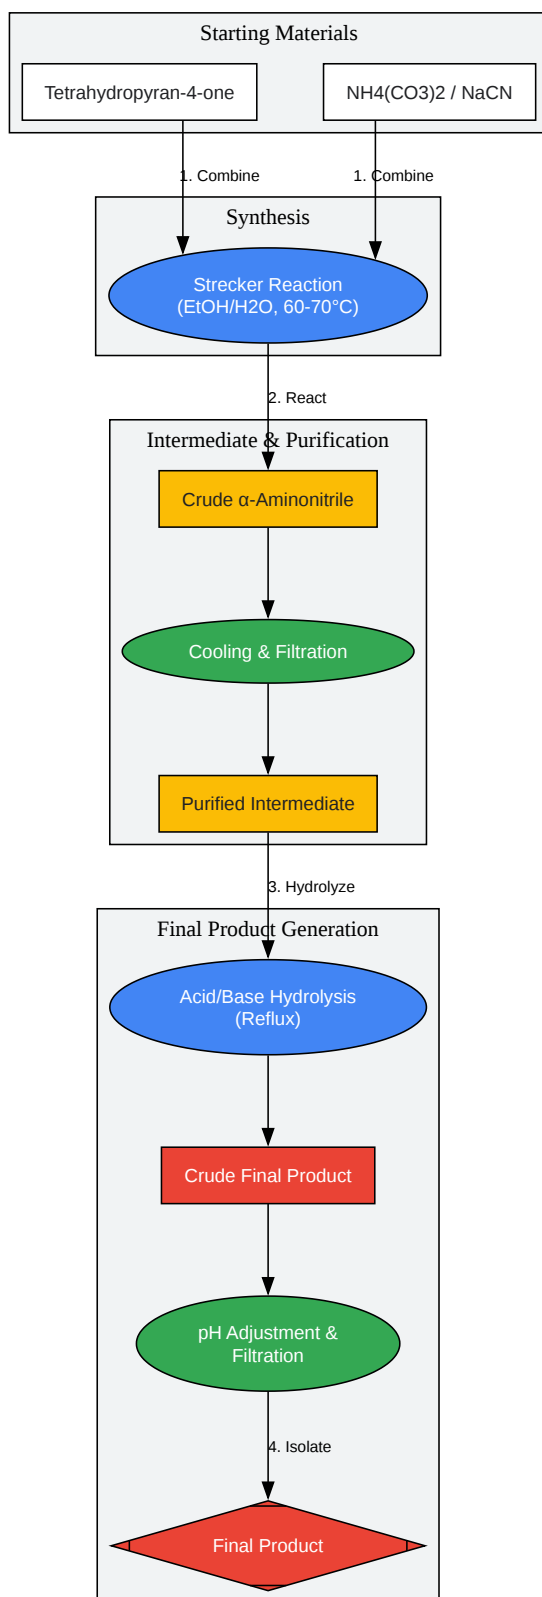 Starting Materials
Tetrahydropyran-4-one
NH4(CO3)2 / NaCN
1. Combine
1. Combine
Synthesis
Strecker Reaction
(EtOH/H2O, 60-70°C)
2. React
Intermediate & Purification
Crude α-Aminonitrile
Cooling & Filtration
Purified Intermediate
3. Hydrolyze
Final Product Generation
Acid/Base Hydrolysis
(Reflux)
Crude Final Product
pH Adjustment &
Filtration
4. Isolate
Final Product